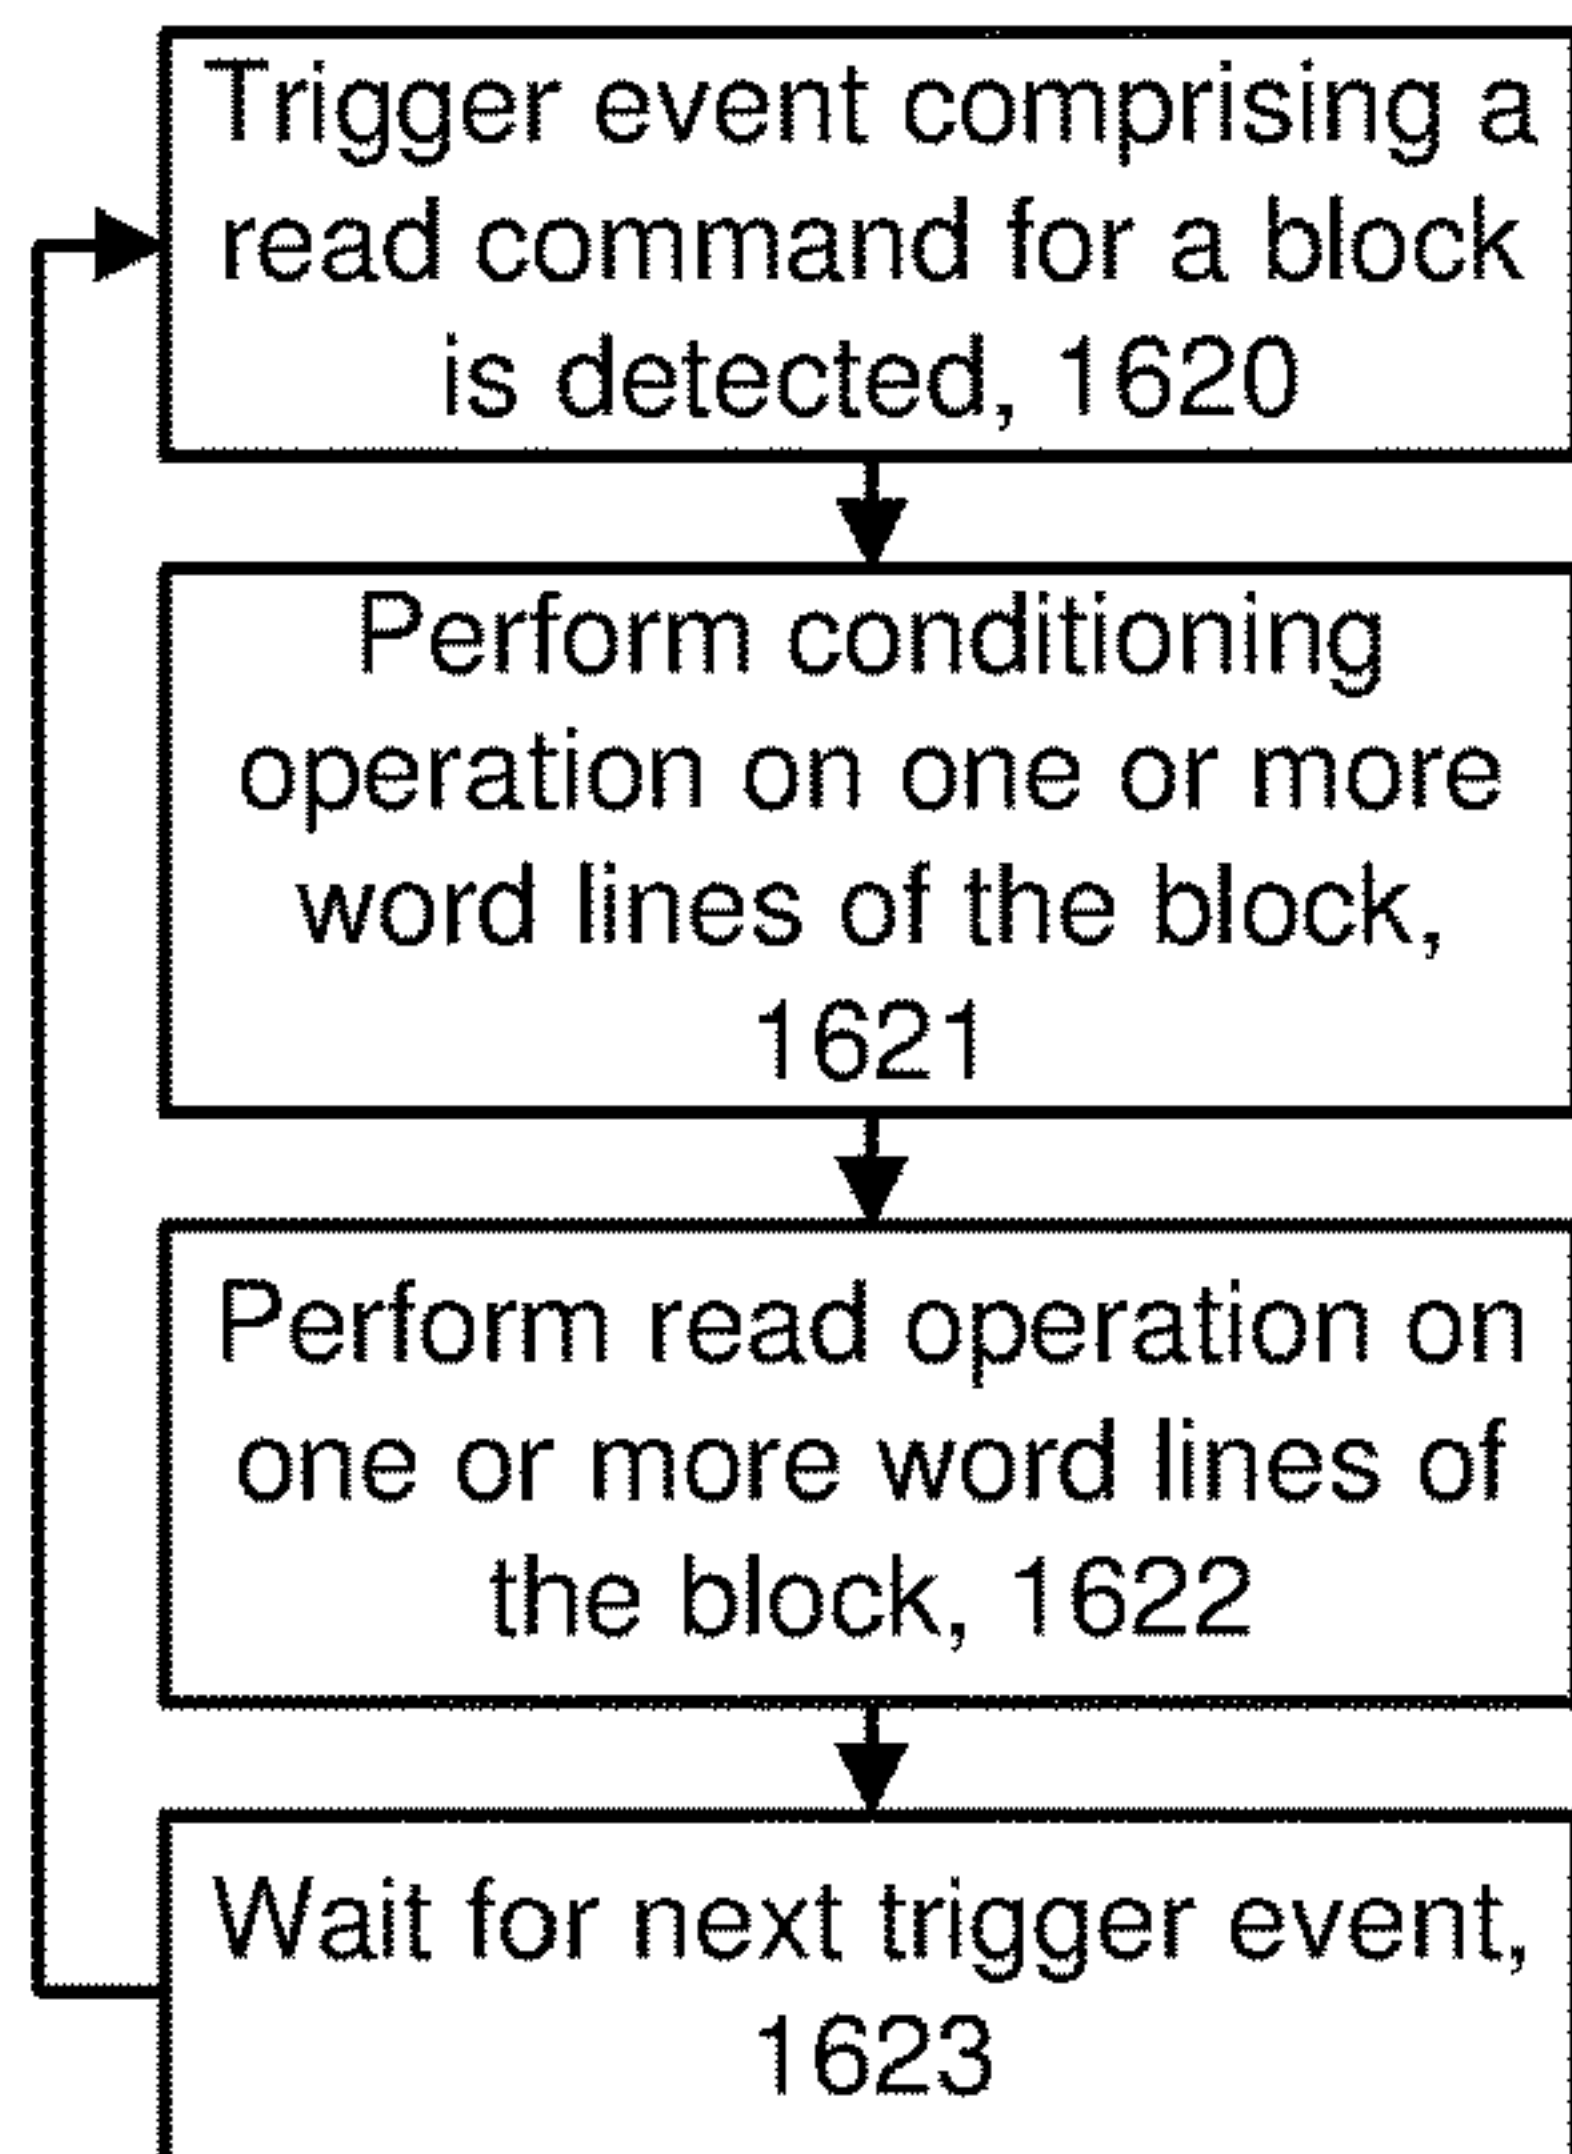 Trigger event comprising a
read command for a block
is detected, 1620
Perform conditioning
operation on one or more
word lines of the block,
1621
Perform read operation on
one or more word lines of
the block, 1622
Wait for next trigger event,
1623